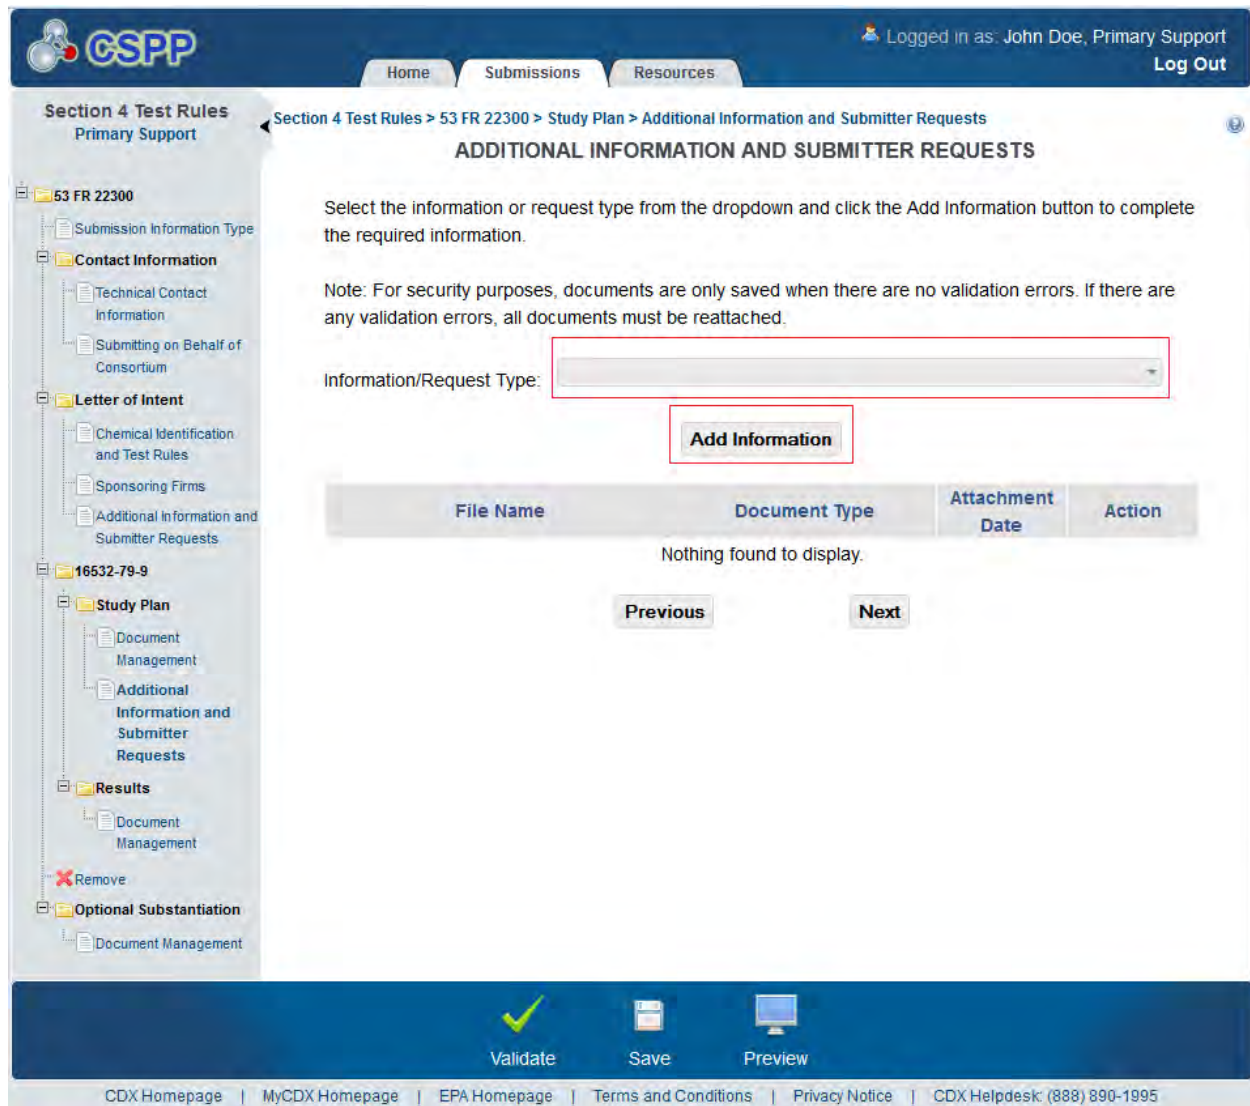 CSPP
Logged in as: John Doe, Primary Support
Log Out
Home
Submissions
Resources
Section 4 Test Rules
Primary Support
53 FR 22300
Submission Information Type
Contact Information
Technical Contact
Information
Submitting on Behalf of
Consortium
Letter of Intent
Chemical Identification
and Test Rules
Sponsoring Firms
Additional Information and
Submitter Requests
16532-79-9
Study Plan
Document
Management
Additional
Information and
Submitter
Requests
Results
Document
Management
Remove
Optional Substantiation
Document Management
Section 4 Test Rules > 53 FR 22300 > Study Plan > Additional Information and Submitter Requests
ADDITIONAL INFORMATION AND SUBMITTER REQUESTS
Select the information or request type from the dropdown and click the Add Information button to complete
the required information.
Note: For security purposes, documents are only saved when there are no validation errors. If there are
any validation errors, all documents must be reattached.
Information/Request Type:
Add Information
File Name
Document Type
Attachment
Date
Action
Nothing found to display.
Previous
Next
Validate
Save
Preview
CDX Homepage | MyCDX Homepage | EPA Homepage | Terms and Conditions | Privacy Notice | CDX Helpdesk: (888) 890-1995